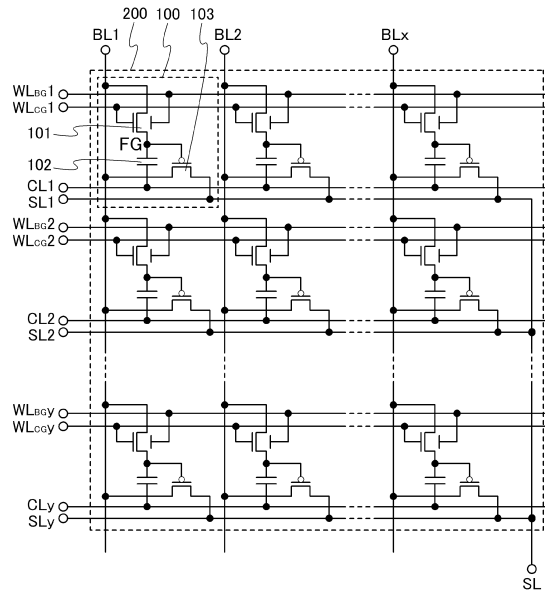 200 100 103
BL1 BL2 BLx
WLBG1
WLCG1
101
FG
102
CL1
SL1
WLBG2
WLCG2
CL2
SL2
WLBGy
WLCGy
CLy
SLy
SL